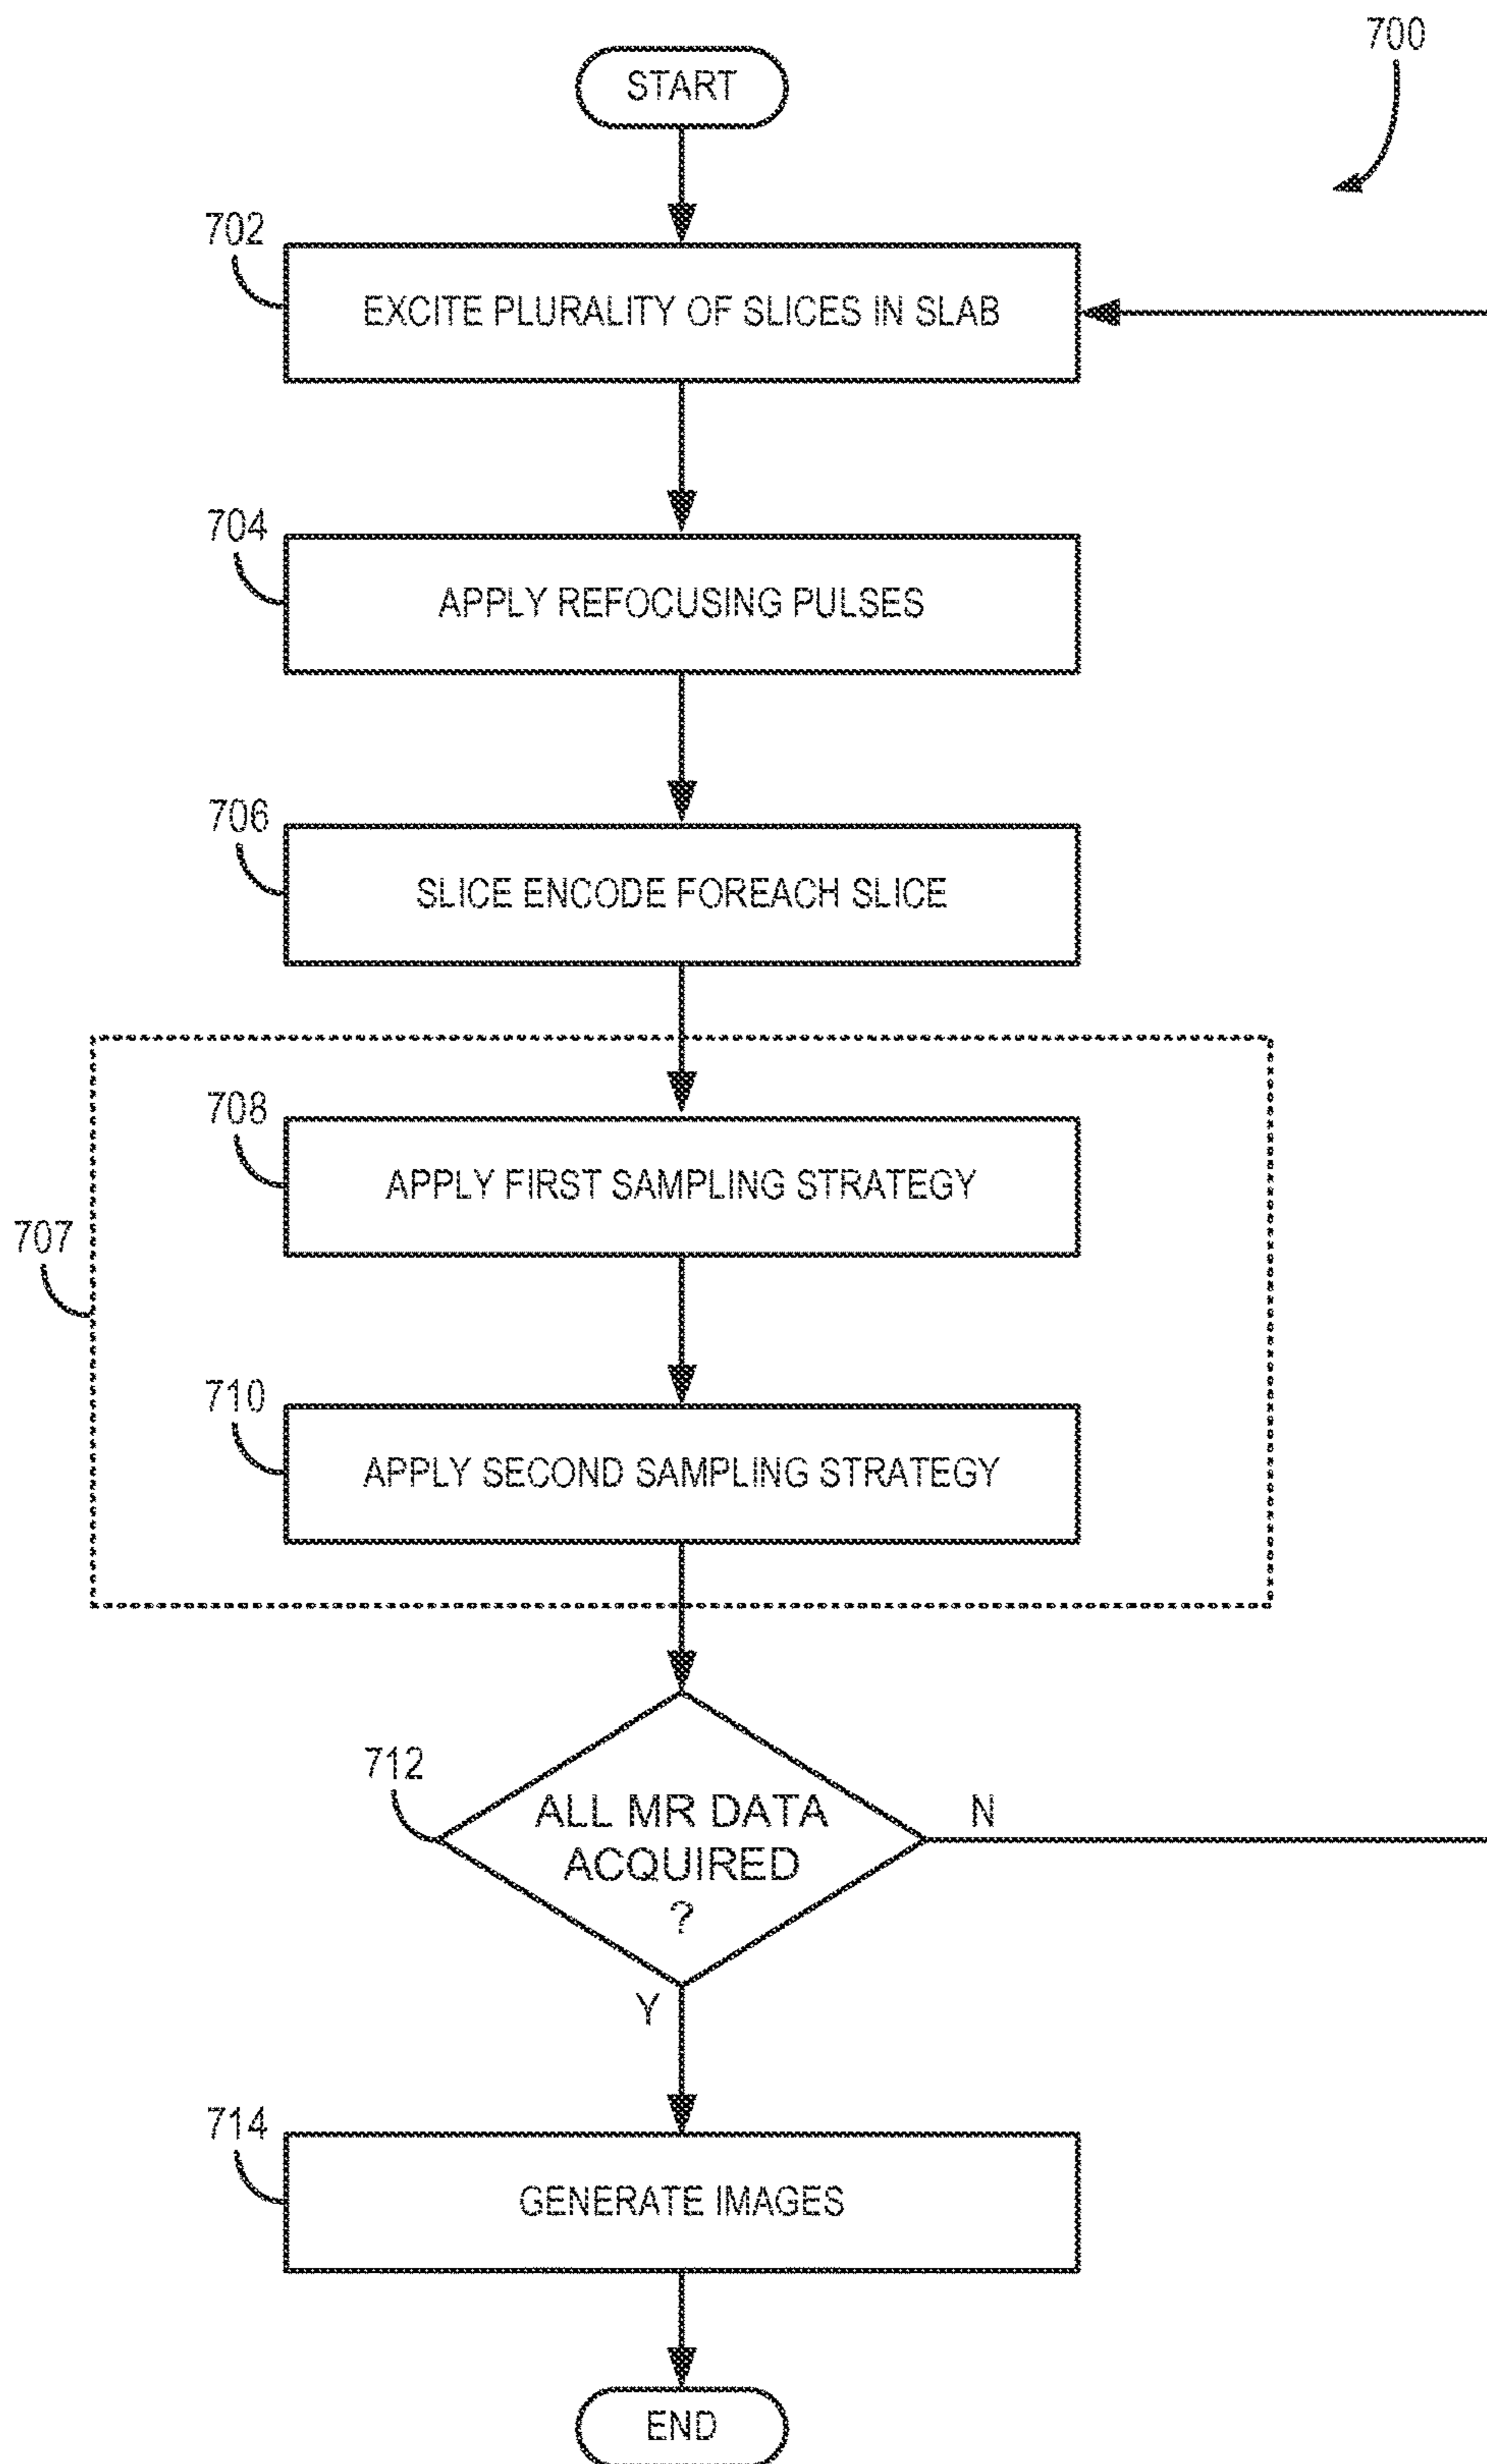 700
START
702
EXCITE PLURALITY OF SLICES IN SLAB
704
APPLY REFOCUSING PULSES
706
SLICE ENCODE FOREACH SLICE
707
708
APPLY FIRST SAMPLING STRATEGY
710
APPLY SECOND SAMPLING STRATEGY
712
ALL MR DATA
ACQUIRED
?
N
Y
714
GENERATE IMAGES
END